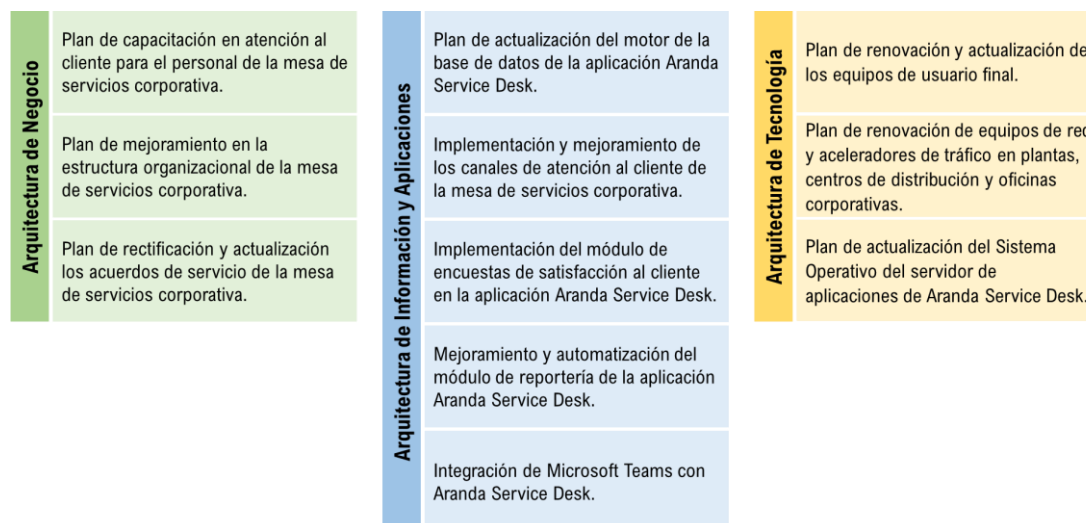 Arquitectura de Negocio
Plan de capacitación en atención al
cliente para el personal de la mesa de
servicios corporativa.
Plan de mejoramiento en la
estructura organizacional de la mesa
de servicios corporativa.
Plan de rectificación y actualización
los acuerdos de servicio de la mesa
de servicios corporativa.
Arquitectura de Información y Aplicaciones
Plan de actualización del motor de la
base de datos de la aplicación Aranda
Service Desk.
Implementación y mejoramiento de
los canales de atención al cliente de
la mesa de servicios corporativa.
Implementación del módulo de
encuestas de satisfacción al cliente
en la aplicación Aranda Service Desk.
Mejoramiento y automatización del
módulo de reportería de la aplicación
Aranda Service Desk.
Integración de Microsoft Teams con
Aranda Service Desk.
Arquitectura de Tecnología
Plan de renovación y actualización de
los equipos de usuario final.
Plan de renovación de equipos de red
y aceleradores de tráfico en plantas,
centros de distribución y oficinas
corporativas.
Plan de actualización del Sistema
Operativo del servidor de
aplicaciones de Aranda Service Desk.